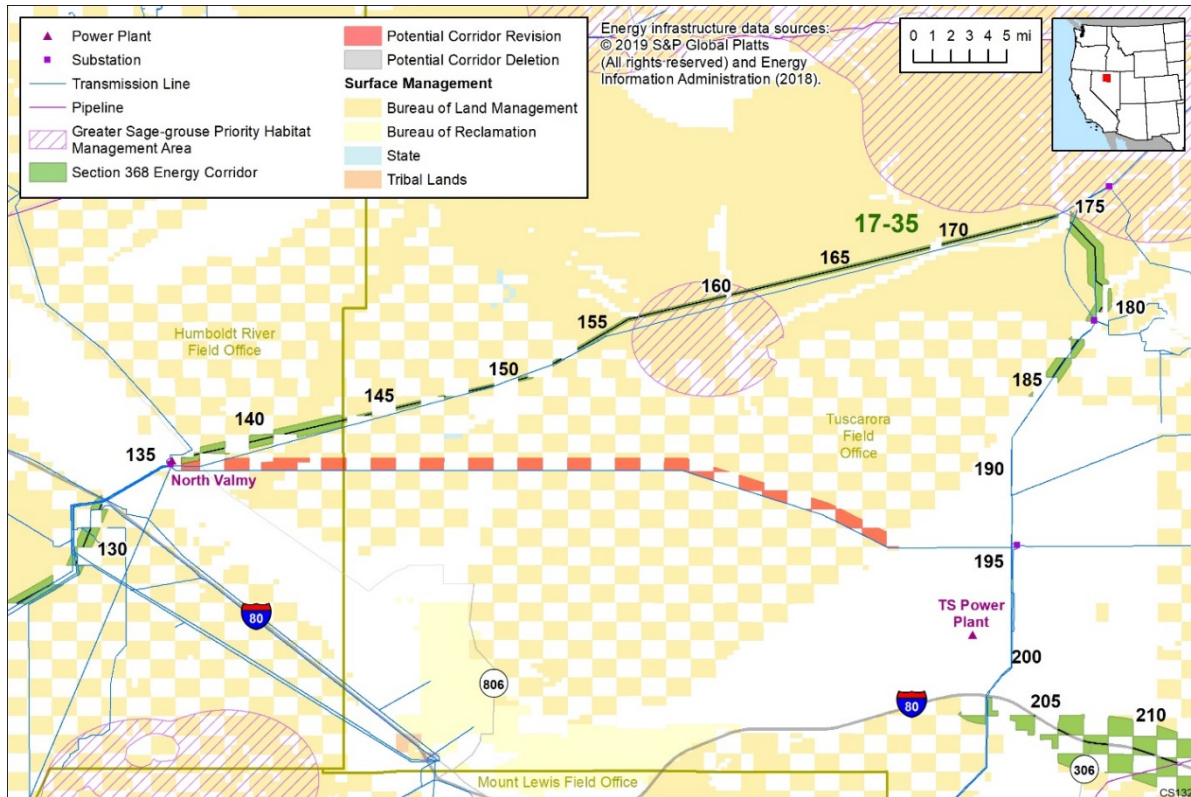 Power Plant
Substation
Transmission Line
Pipeline
Greater Sage-grouse Priority Habitat
Management Area
Section 368 Energy Corridor
Potential Corridor Revision
Potential Corridor Deletion
Surface Management
Bureau of Land Management
Bureau of Reclamation
State
Tribal Lands
Energy infrastructure data sources:
© 2019 S&P Global Platts
(All rights reserved) and Energy
Information Administration (2018).
0 1 2 3 4 5 mi
17-35
175
170
165
160
180
155
Humboldt River
Field Office
150
185
145
140
Tuscarora
Field
Office
135
North Valmy
190
130
195
TS Power
Plant
80
200
806
80
205
210
306
Mount Lewis Field Office
CS132